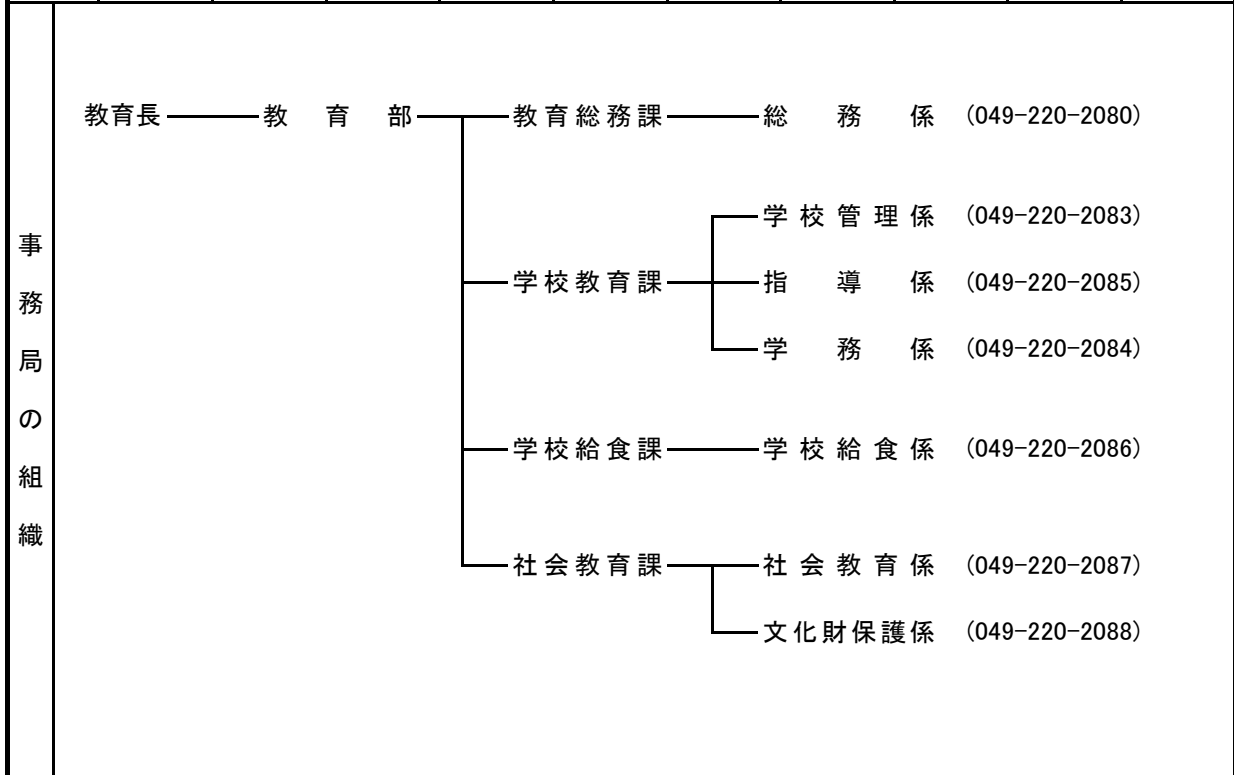 事務局の組織
教育長 教育部 教育総務課 総務係 (049-220-2080)
学校管理係 (049-220-2083)
学校教育課 指導係 (049-220-2085)
学務係 (049-220-2084)
学校給食課 学校給食係 (049-220-2086)
社会教育課 社会教育係 (049-220-2087)
文化財保護係 (049-220-2088)